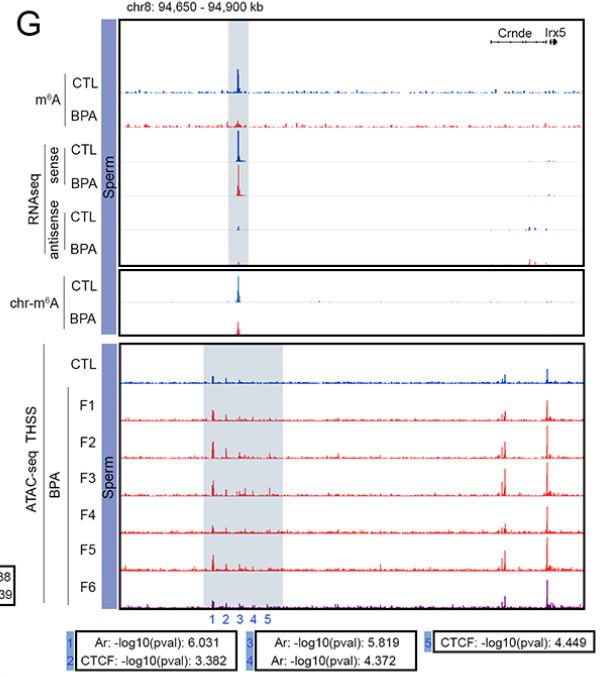 G
chr8: 94,650 - 94,900 kb
Crnde Irx5
m⁶A
CTL
BPA
RNAseq
sense
CTL
BPA
antisense
CTL
BPA
Sperm
chr-m⁶A
CTL
BPA
ATAC-seq THSS
CTL
BPA
F1
F2
F3
F4
F5
F6
Sperm
1 2 3 4 5
38
39
1 Ar: -log10(pval): 6.031
2 CTCF: -log10(pval): 3.382
3 Ar: -log10(pval): 5.819
4 Ar: -log10(pval): 4.372
5 CTCF: -log10(pval): 4.449